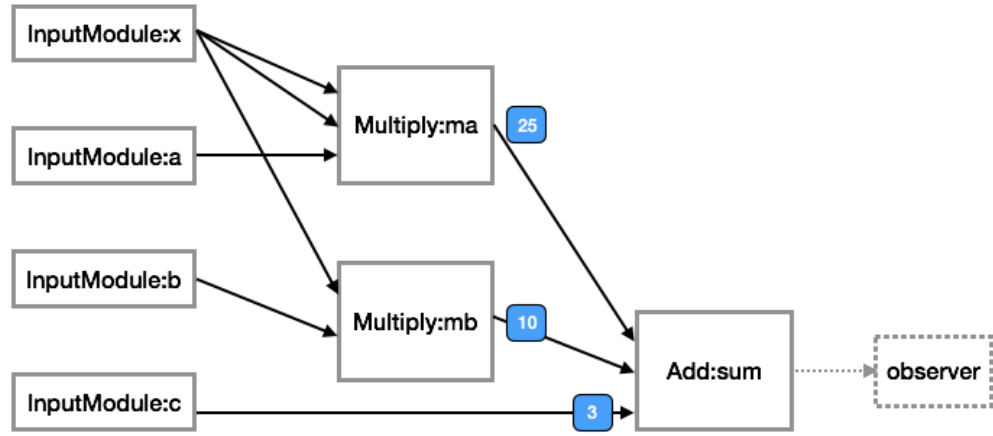 InputModule:x
InputModule:a
Multiply:ma
25
InputModule:b
Multiply:mb
10
InputModule:c
3
Add:sum
observer